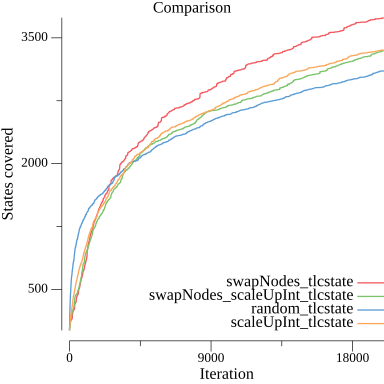 Comparison
3500
2000
500
States covered
swapNodes_tlcstate
swapNodes_scaleUpInt_tlcstate
random_tlcstate
scaleUpInt_tlcstate
0 9000 18000
Iteration